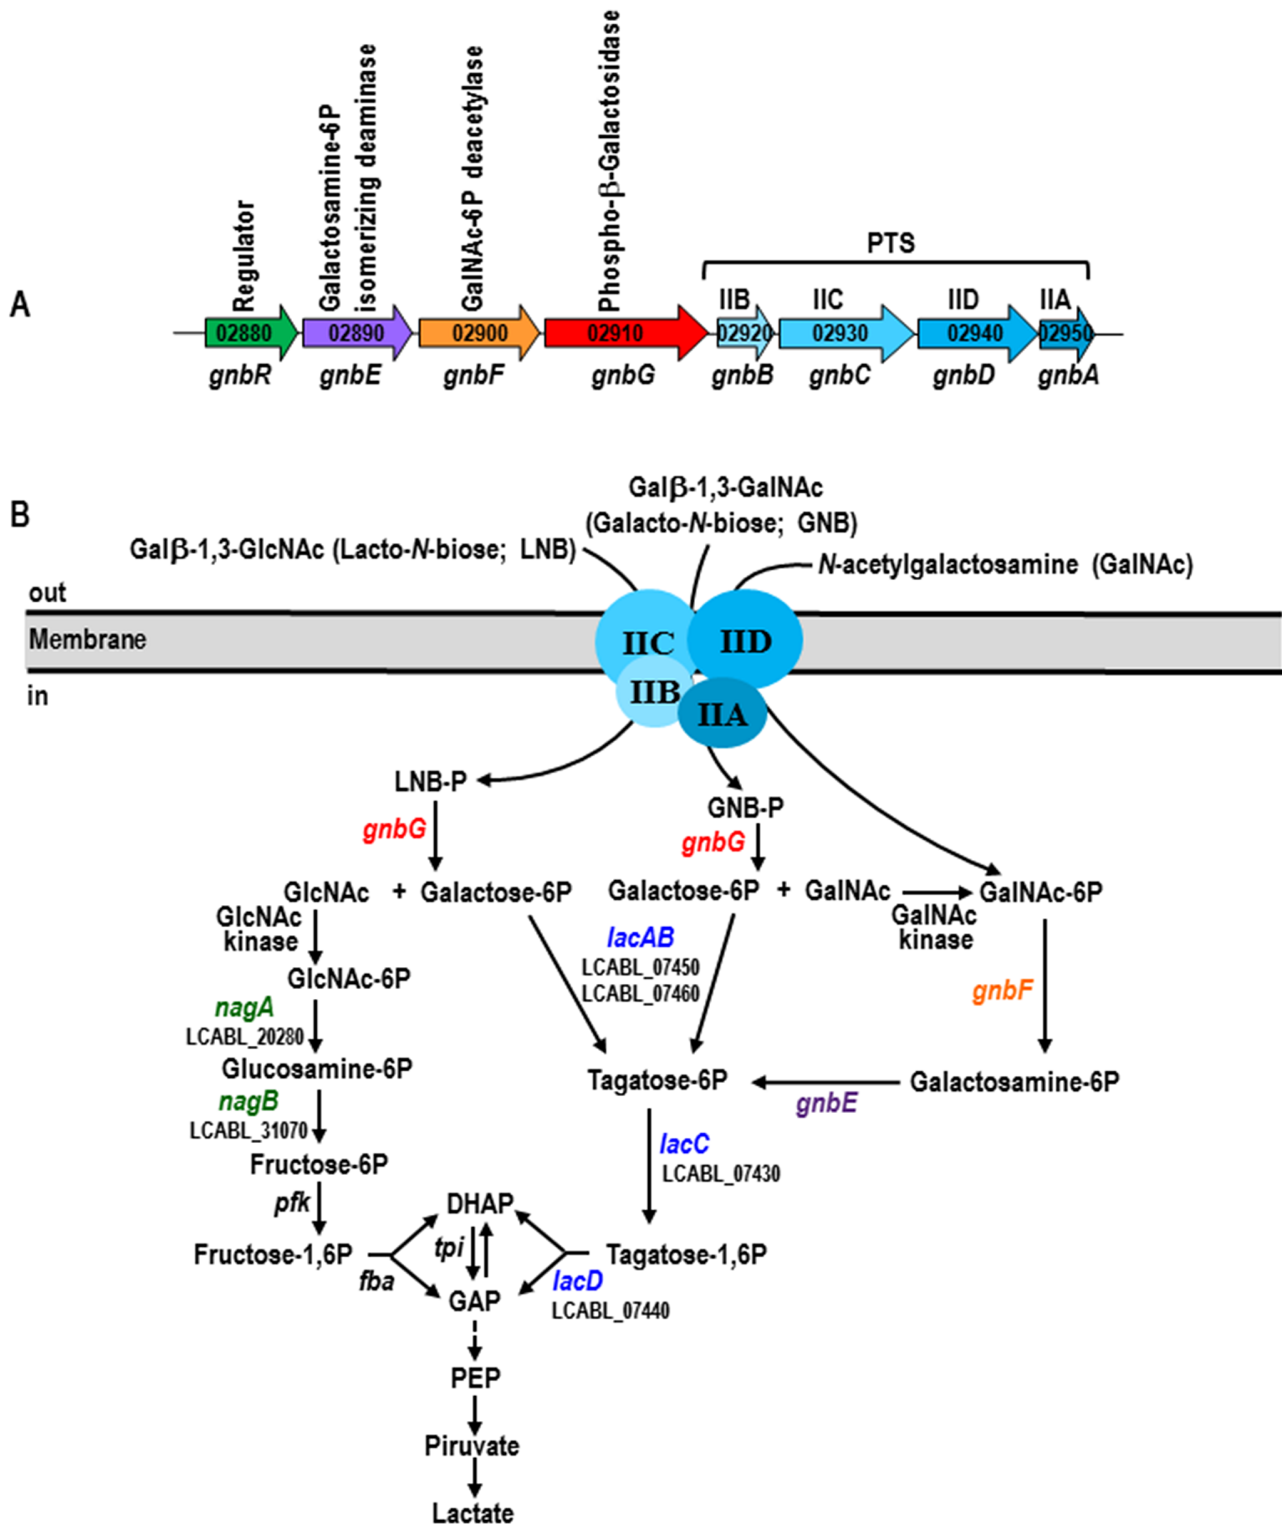 A
Regulator
Galactosamine-6P
isomerizing deaminase
GalNAc-6P deacetylase
Phospho-β-Galactosidase
PTS
IIB IIC IID IIA
02880 02890 02900 02910 02920 02930 02940 02950
gnbR gnbE gnbF gnbG gnbB gnbC gnbD gnbA
B
Galβ-1,3-GalNAc
(Galacto-N-biose; GNB)
Galβ-1,3-GlcNAc (Lacto-N-biose; LNB)
N-acetylgalactosamine (GalNAc)
out
Membrane
in
IIC IID
IIB IIA
LNB-P
GNB-P
gnbG
gnbG
GlcNAc + Galactose-6P
Galactose-6P + GalNAc
GalNAc-6P
GlcNAc
kinase
GalNAc
kinase
lacAB
LCABL_07450
LCABL_07460
GlcNAc-6P
gnbF
nagA
LCABL_20280
Glucosamine-6P
Tagatose-6P
Galactosamine-6P
gnbE
nagB
LCABL_31070
lacC
LCABL_07430
Fructose-6P
pfk
DHAP
tpi
Fructose-1,6P
Tagatose-1,6P
fba
lacD
LCABL_07440
GAP
PEP
Piruvate
Lactate